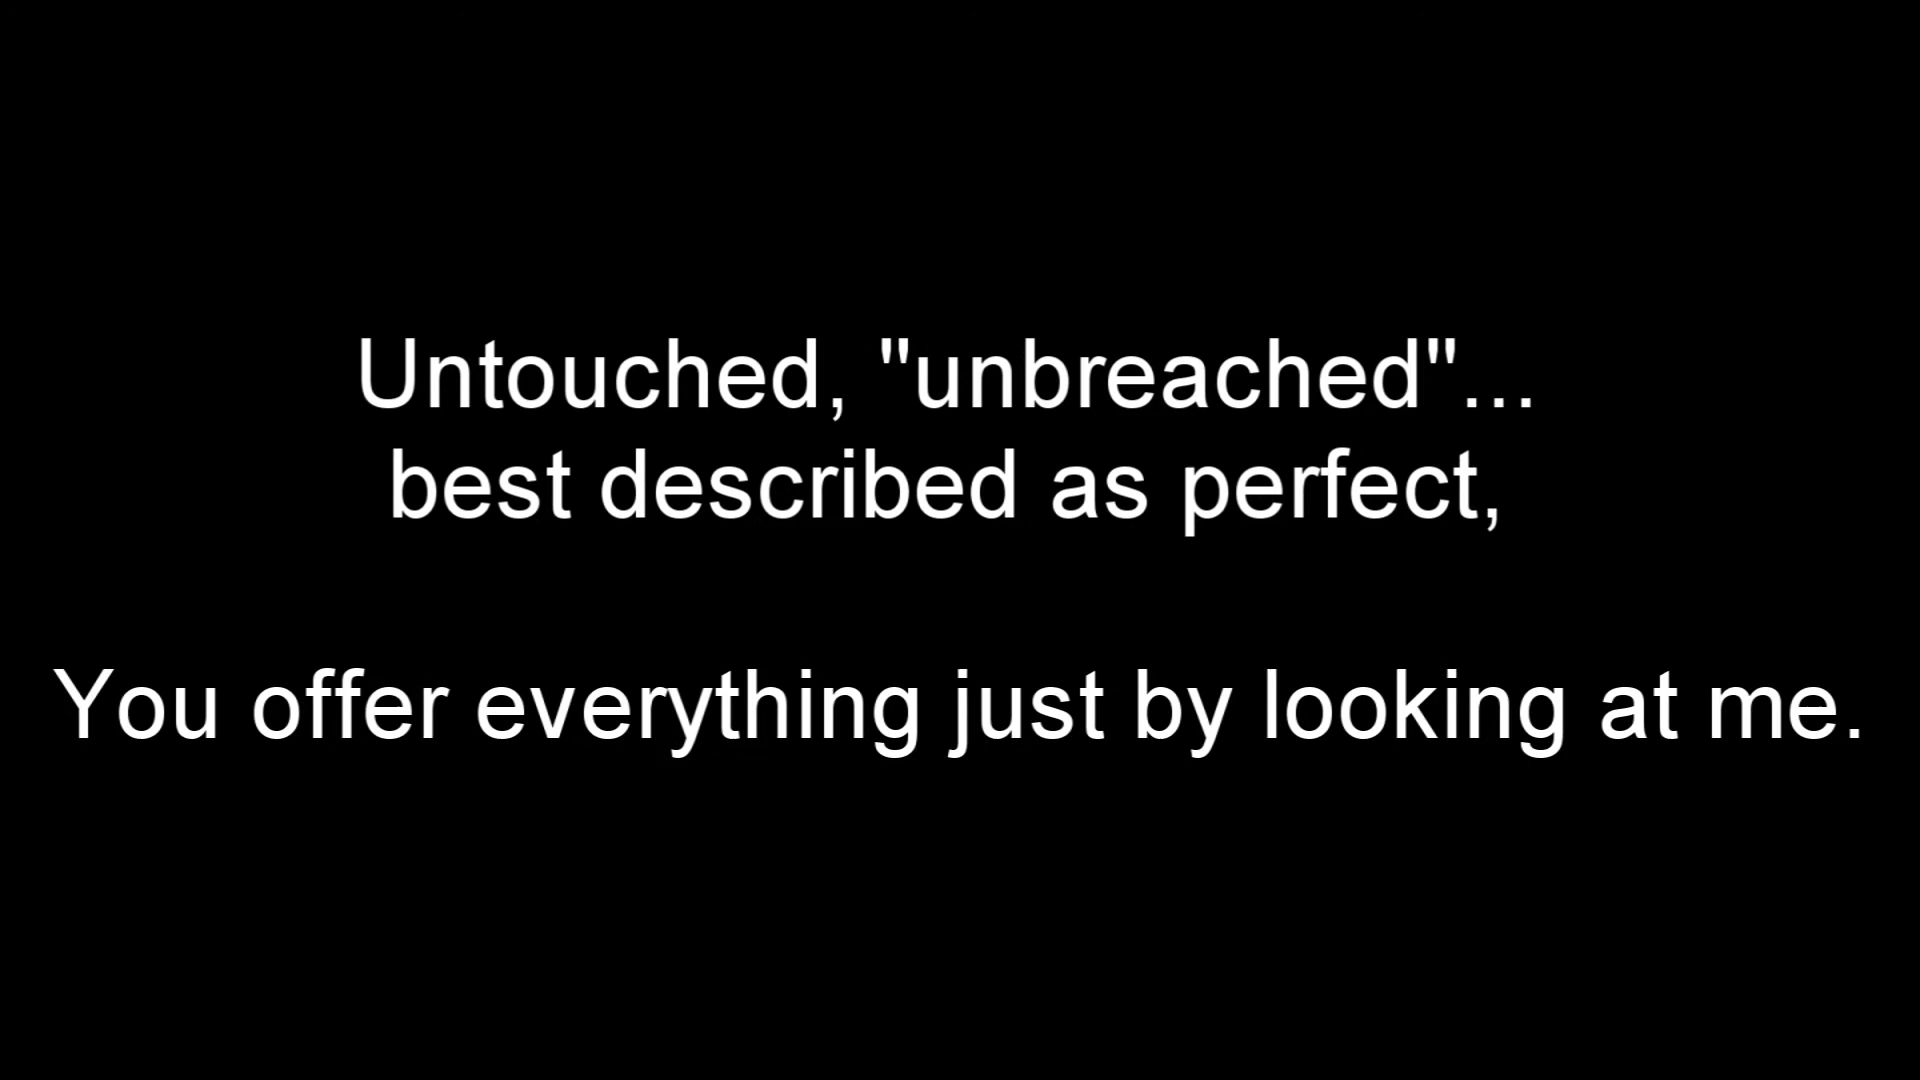 Untouched, "unbreached"...
best described as perfect,
You offer everything just by looking at me.